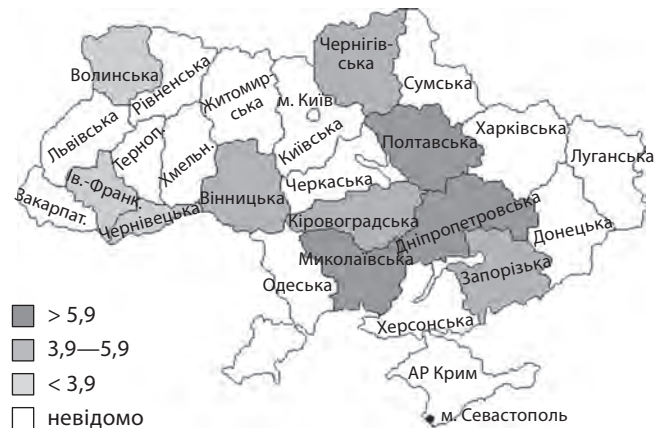 Чернігів-
ська
Волинська
Рівненська
Житомир-
ська
Сумська
м. Київ
Київська
Львівська
Терноп.
Хмельн.
Полтавська
Харківська
Луганська
Закарпат.
Ів.-Франк.
Чернівецька
Вінницька
Черкаська
Кіровоградська
Дніпропетровська
Донецька
Миколаївська
Запорізька
Одеська
Херсонська
АР Крим
м. Севастополь
> 5,9
3,9—5,9
< 3,9
невідомо